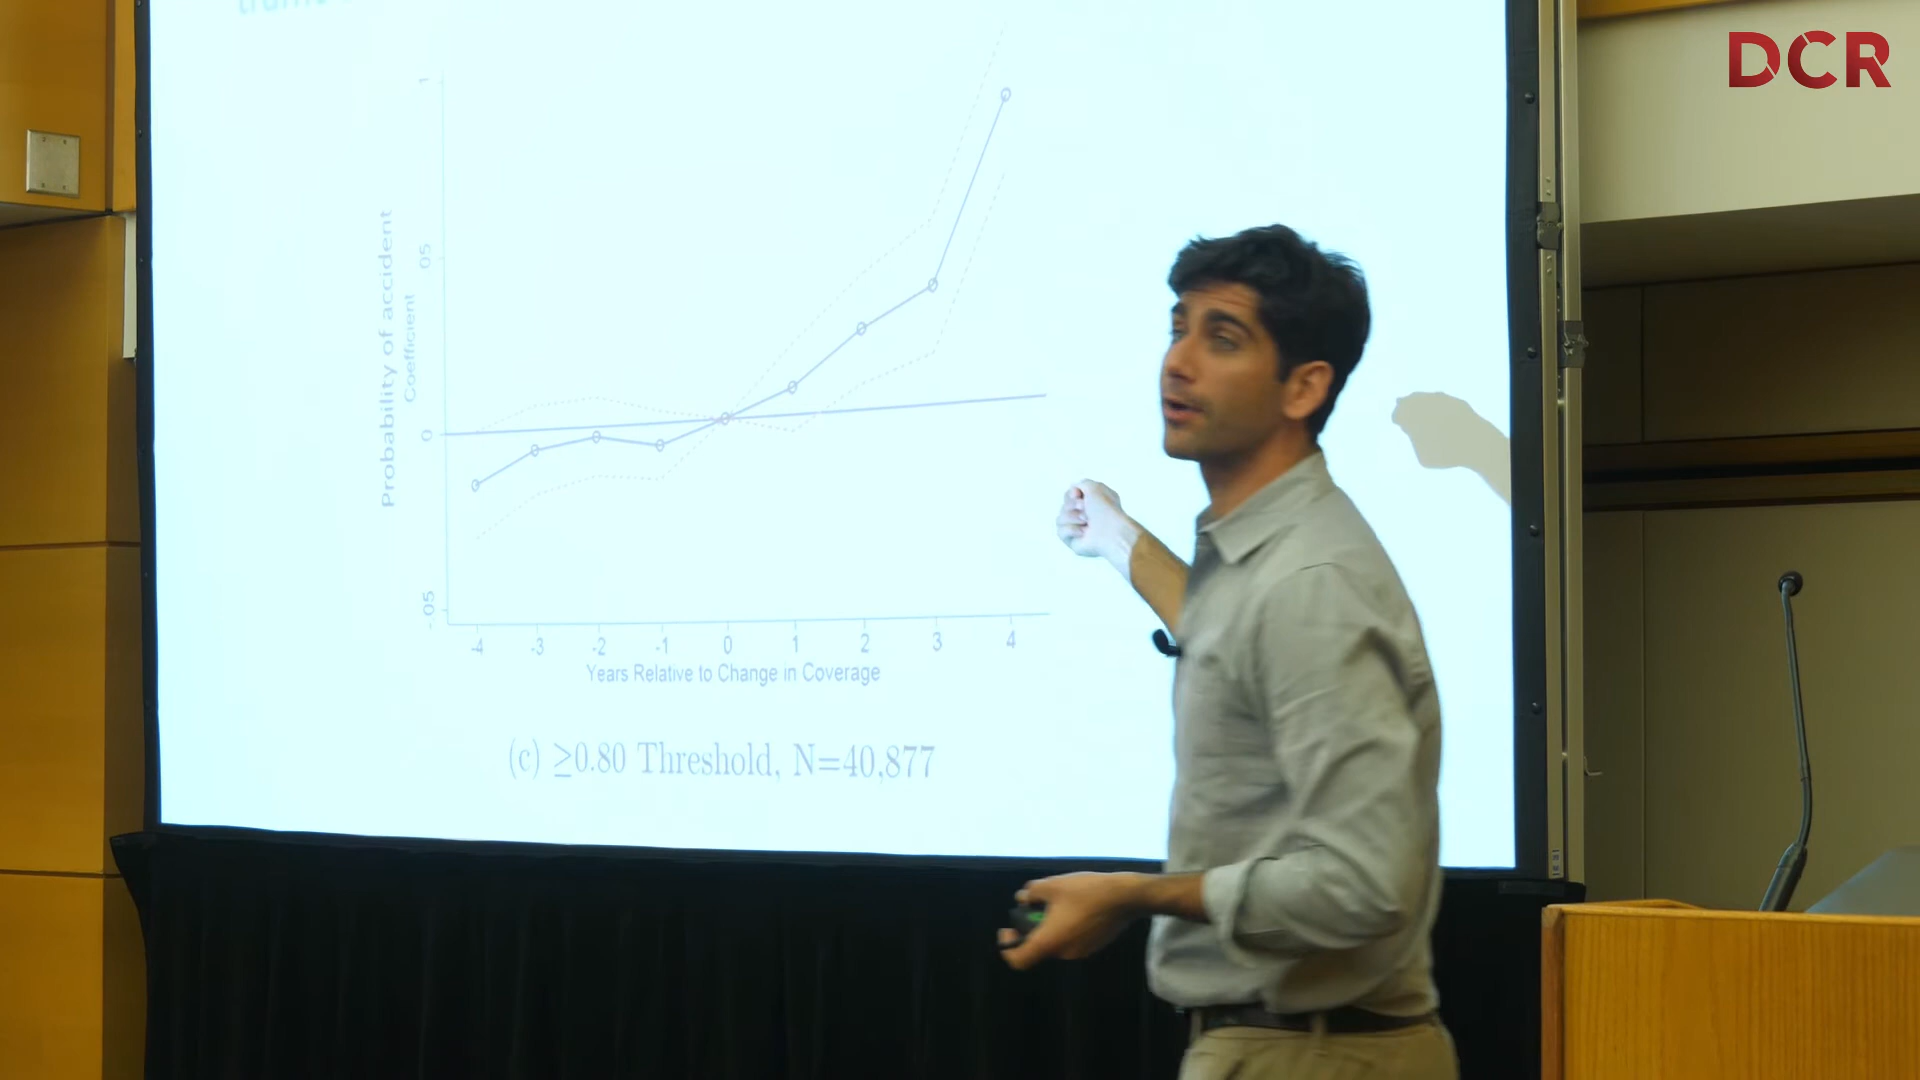 DCR
1
05
0
-.05
Probability of accident
Coefficient
-4 -3 -2 -1 0 1 2 3 4
Years Relative to Change in Coverage
(c) ≥0.80 Threshold, N=40,877